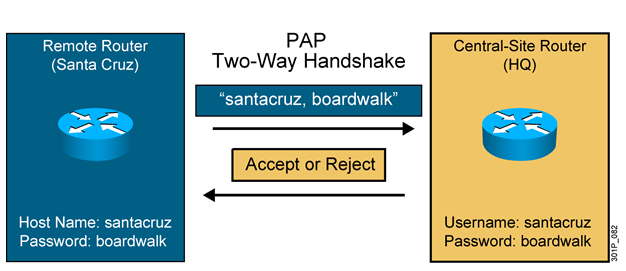 PAP
Two-Way Handshake
Remote Router
(Santa Cruz)
Host Name: santacruz
Password: boardwalk
“santacruz, boardwalk”
Accept or Reject
Central-Site Router
(HQ)
Username: santacruz
Password: boardwalk
301P_082